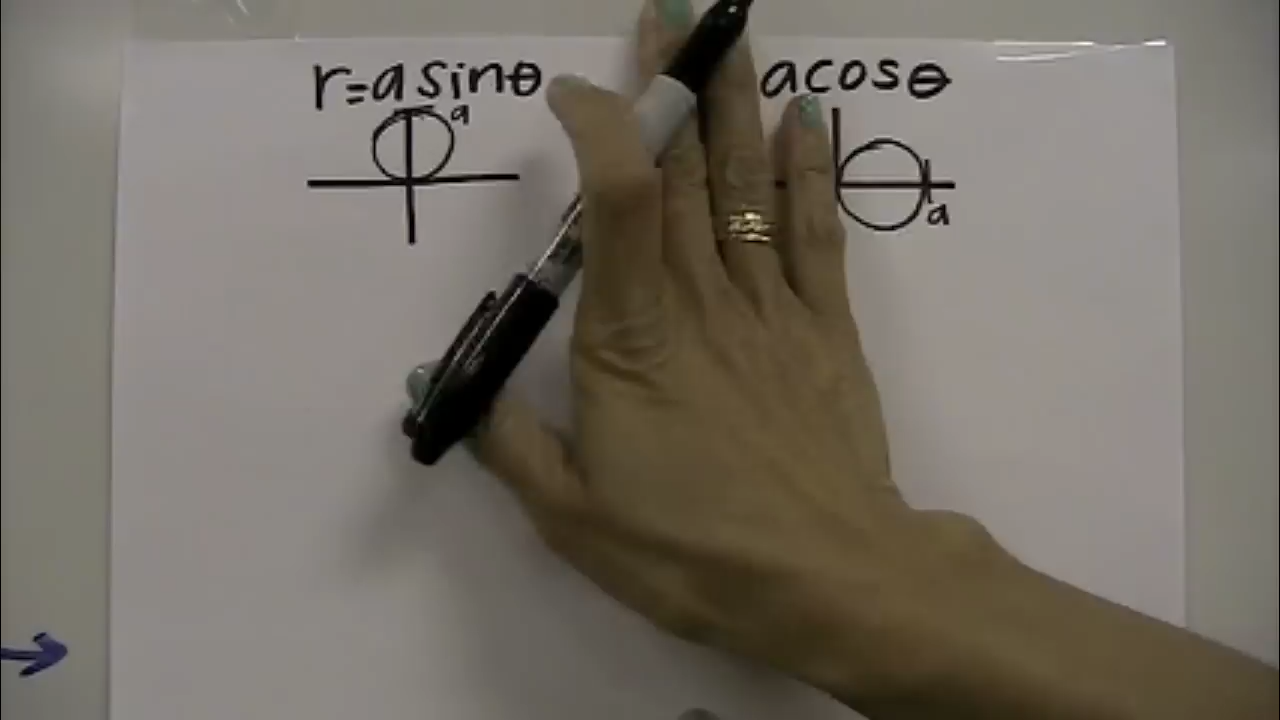 r=asinθ
acosθ
a
a